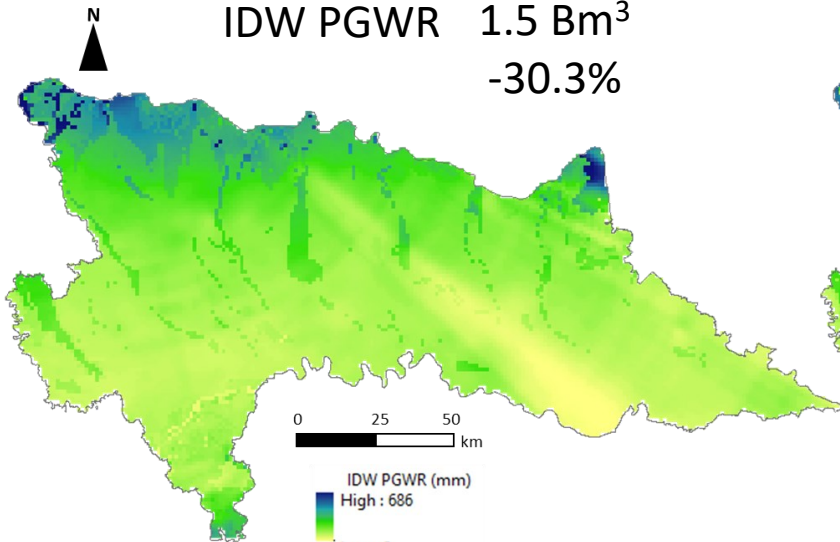 IDW PGWR 1.5 Bm³
-30.3%
N
0 25 50
km
IDW PGWR (mm)
High : 686